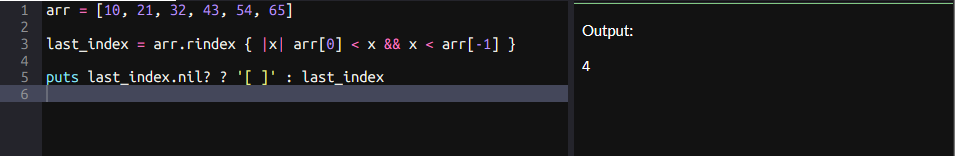 1 arr = [10, 21, 32, 43, 54, 65]
2
3 last_index = arr.rindex { |x| arr[0] < x && x < arr[-1] }
4
5 puts last_index.nil? ? '[ ]' : last_index
6
Output:
4